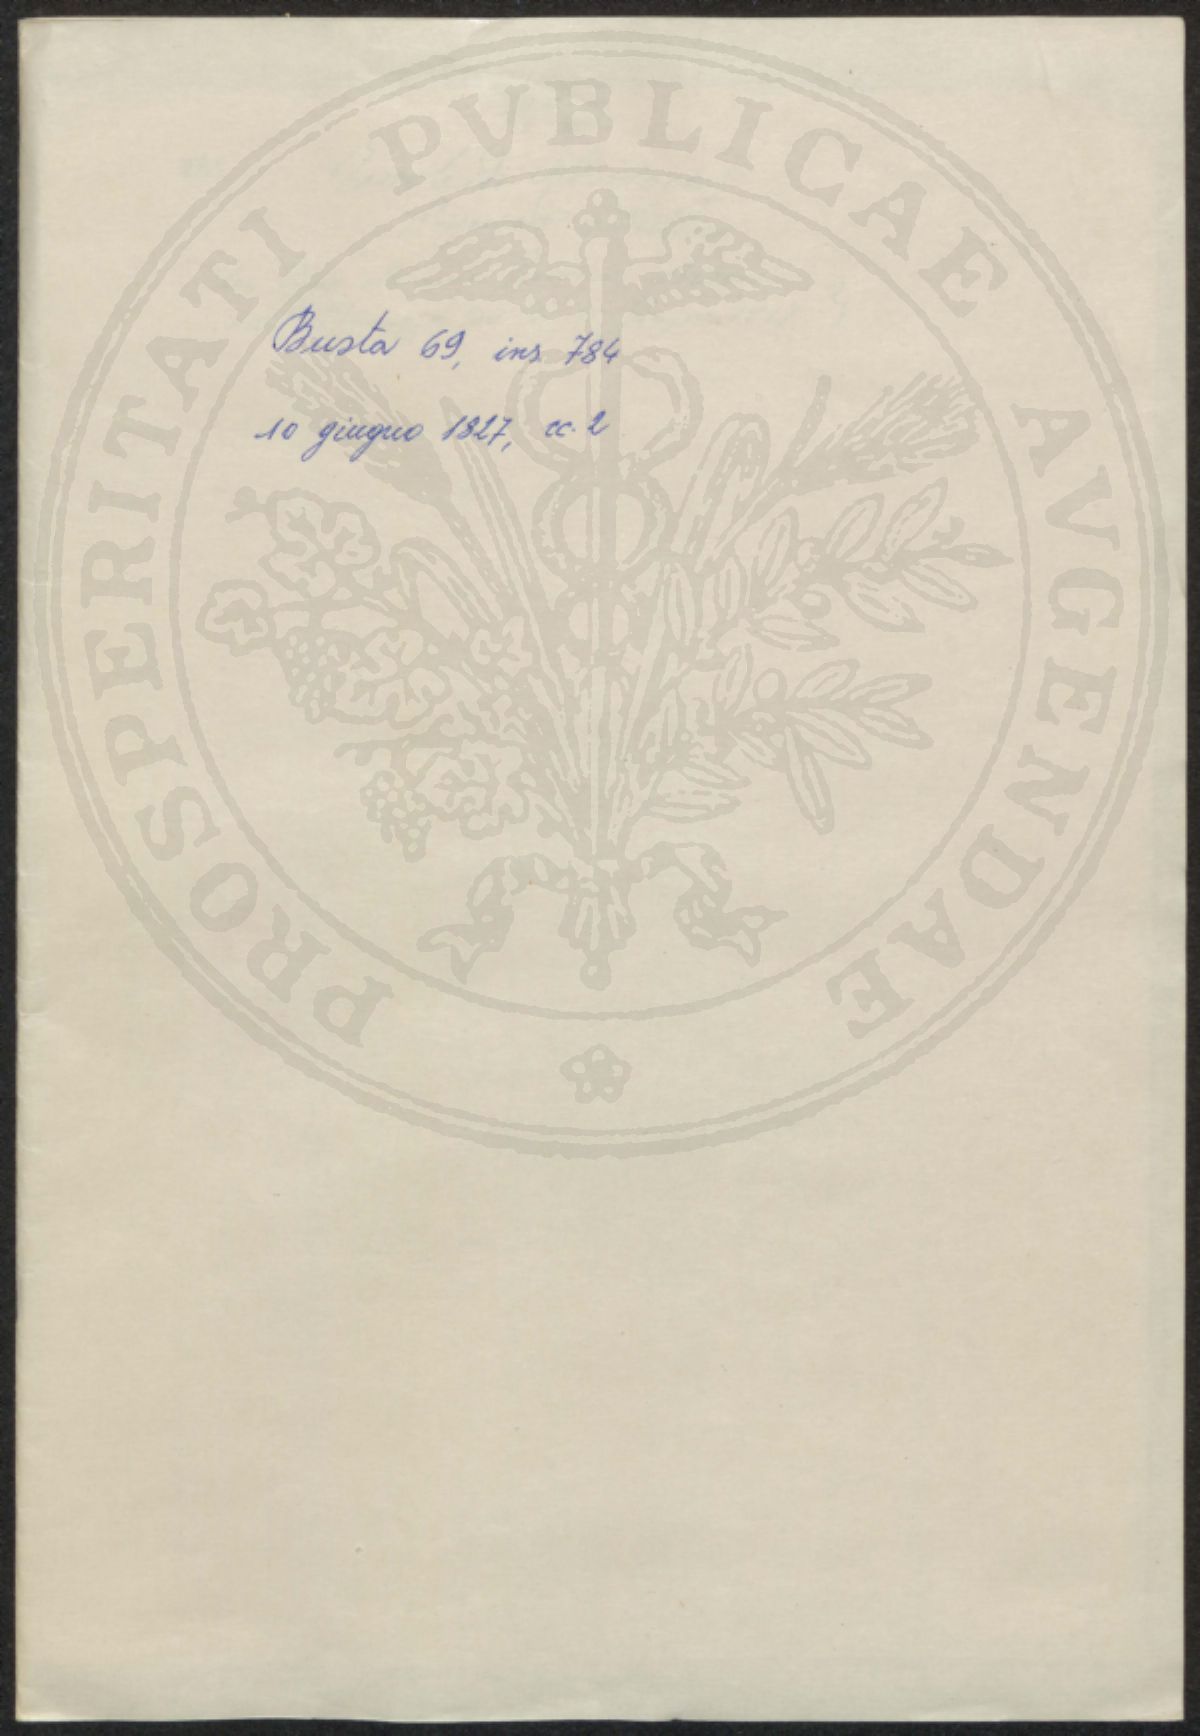 PROSPERITATI PVBLICAE AVGENDAE
Busta 69, ins. 784
10 giugno 1827, cc. 2